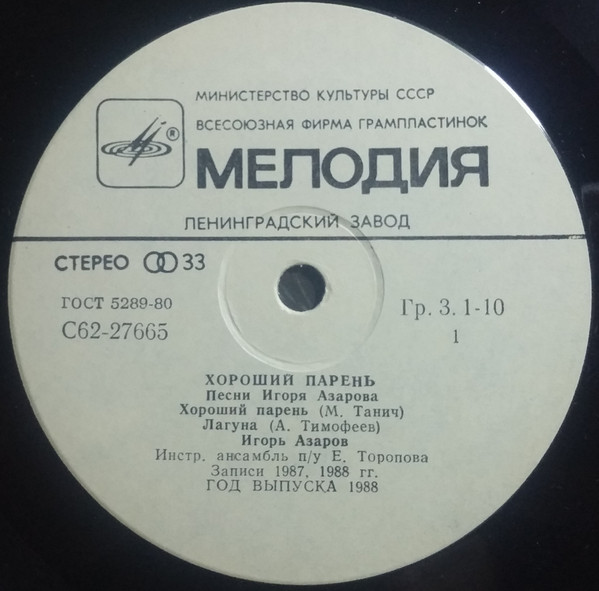 МИНИСТЕРСТВО КУЛЬТУРЫ СССР
ВСЕСОЮЗНАЯ ФИРМА ГРАМПЛАСТИНОК
®
МЕЛОДИЯ
ЛЕНИНГРАДСКИЙ ЗАВОД
СТЕРЕО 33
ГОСТ 5289-80
С62-27665
Гр. 3. 1-10
1
ХОРОШИЙ ПАРЕНЬ
Песни Игоря Азарова
Хороший парень (М. Танич)
Лагуна (А. Тимофеев)
Игорь Азаров
Инстр. ансамбль п/у Е. Торопова
Записи 1987, 1988 гг.
ГОД ВЫПУСКА 1988